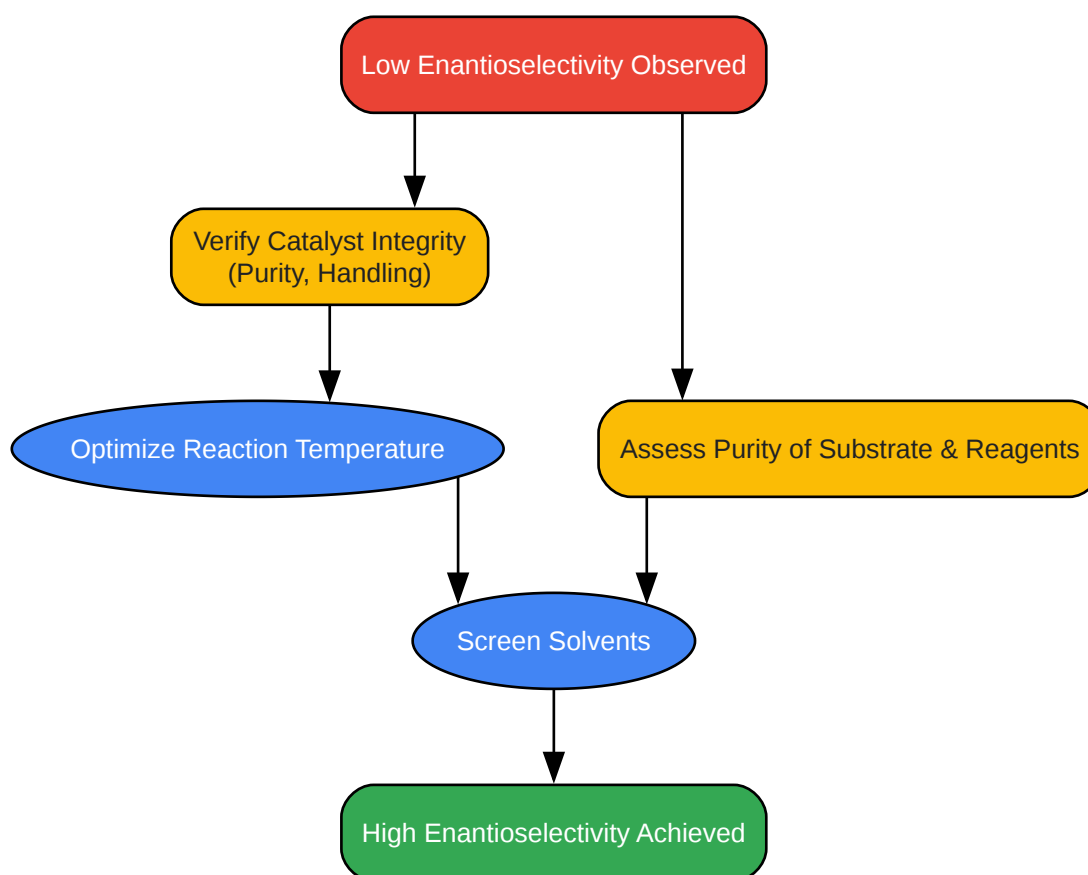 Low Enantioselectivity Observed
Verify Catalyst Integrity
(Purity, Handling)
Optimize Reaction Temperature
Assess Purity of Substrate & Reagents
Screen Solvents
High Enantioselectivity Achieved